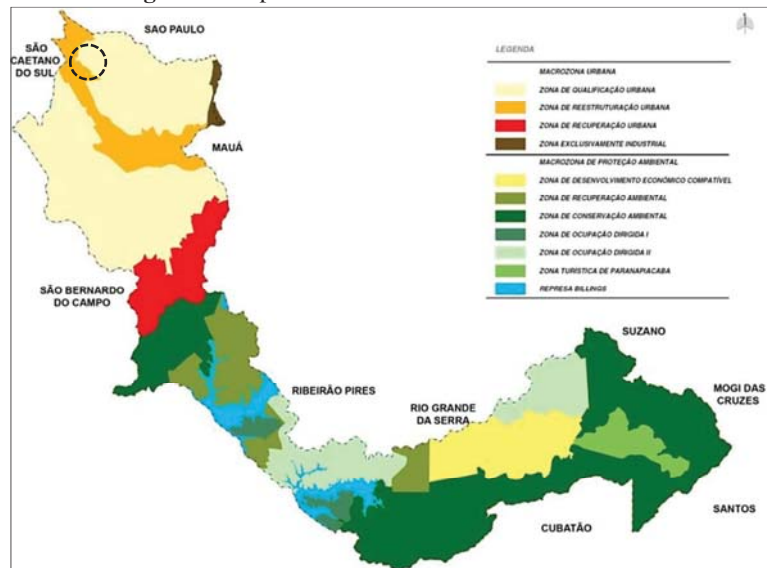 SAO PAULO
SÃO
CAETANO
DO SUL
MAUÁ
SÃO BERNARDO
DO CAMPO
RIBEIRÃO PIRES
RIO GRANDE
DA SERRA
SUZANO
MOGI DAS
CRUZES
SANTOS
CUBATÃO
LEGENDA
MACROZONA URBANA
ZONA DE QUALIFICAÇÃO URBANA
ZONA DE REESTRUTURAÇÃO URBANA
ZONA DE RECUPERAÇÃO URBANA
ZONA EXCLUSIVAMENTE INDUSTRIAL
MACROZONA DE PROTEÇÃO AMBIENTAL
ZONA DE DESENVOLVIMENTO ECONÔMICO COMPATÍVEL
ZONA DE RECUPERAÇÃO AMBIENTAL
ZONA DE CONSERVAÇÃO AMBIENTAL
ZONA DE OCUPAÇÃO DIRIGIDA I
ZONA DE OCUPAÇÃO DIRIGIDA II
ZONA TURÍSTICA DE PARANAPIACABA
REPRESA BILLINGS